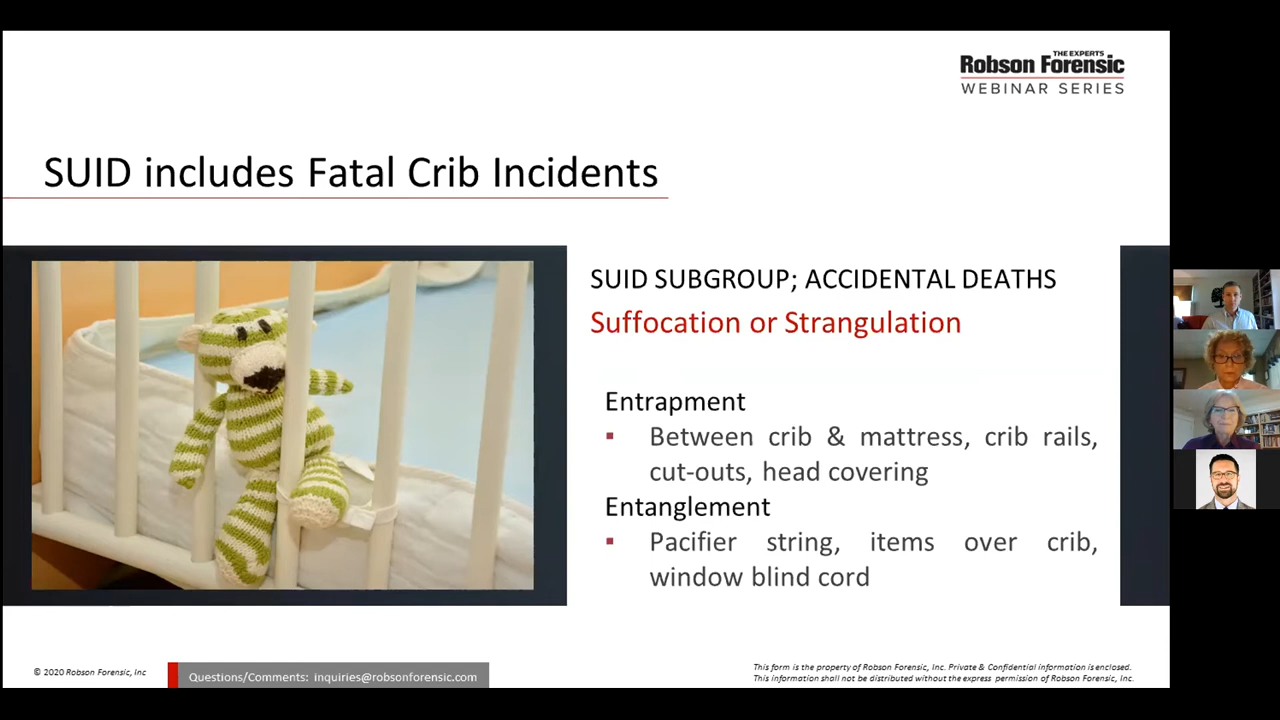 THE EXPERTS
Robson Forensic
WEBINAR SERIES
SUID includes Fatal Crib Incidents
SUID SUBGROUP; ACCIDENTAL DEATHS
Suffocation or Strangulation
Entrapment
▪ Between crib & mattress, crib rails,
cut-outs, head covering
Entanglement
▪ Pacifier string, items over crib,
window blind cord
© 2020 Robson Forensic, Inc
Questions/Comments: inquiries@robsonforensic.com
This form is the property of Robson Forensic, Inc. Private & Confidential information is enclosed.
This information shall not be distributed without the express permission of Robson Forensic, Inc.